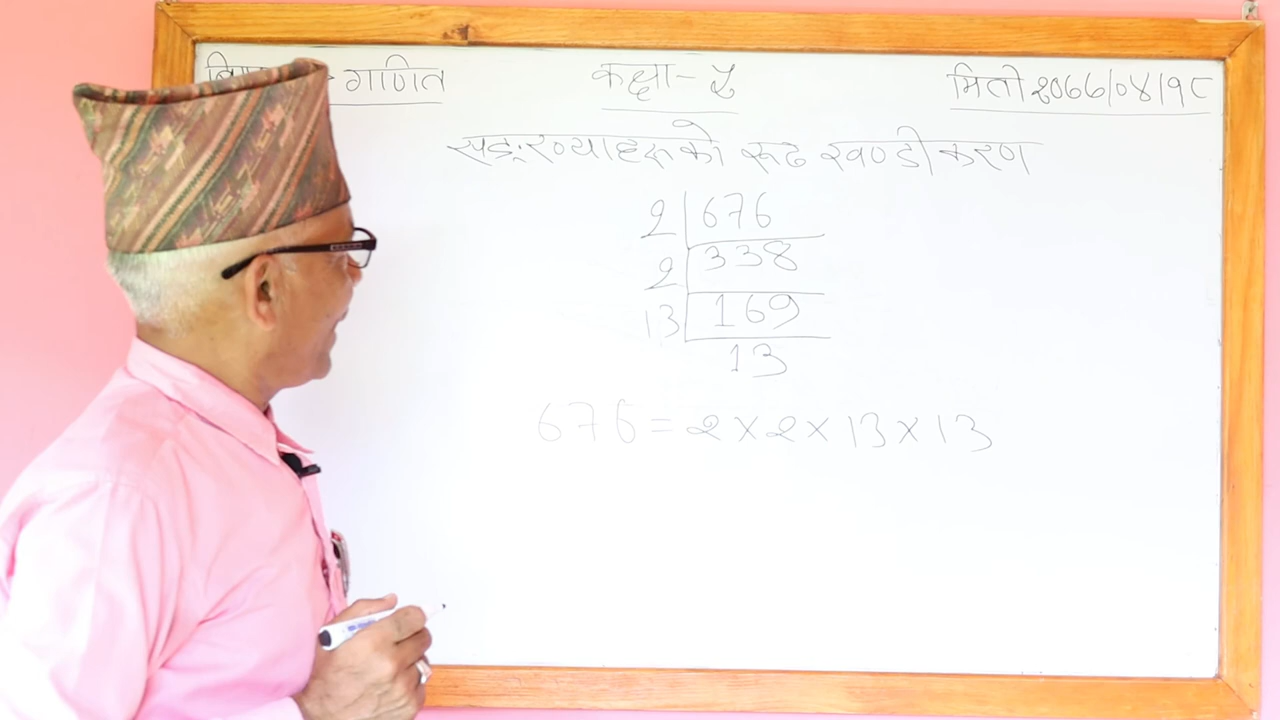 गणित कक्षा - ५ मिती २०७७/०४/१८
सङ्ख्याहरुको रूढ खण्डीकरण
2 676
2 338
13 169
13
676 = 2 × 2 × 13 × 13